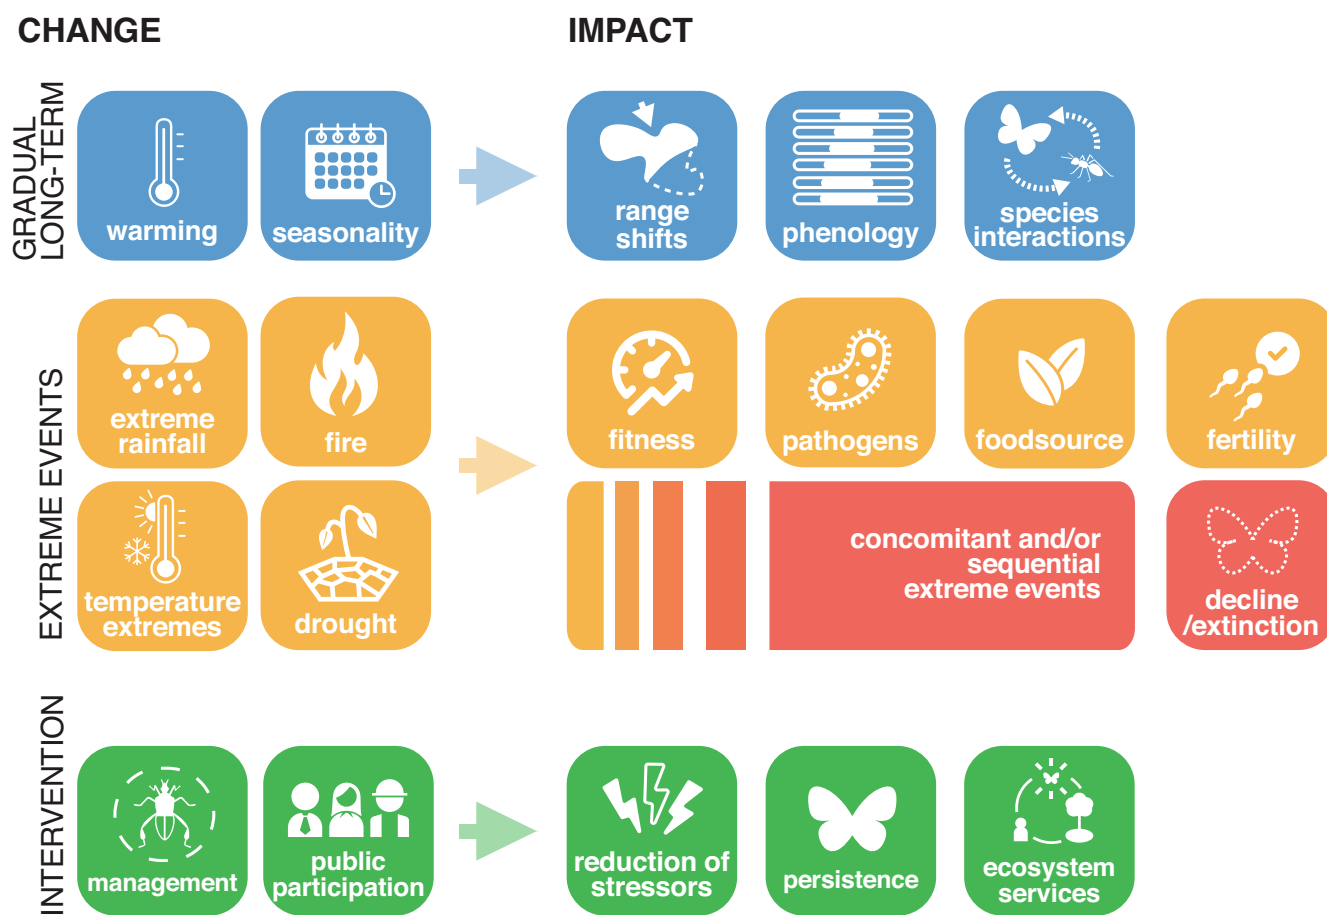 CHANGE
IMPACT
GRADUAL
LONG-TERM
warming
seasonality
range
shifts
phenology
species
interactions
EXTREME EVENTS
extreme
rainfall
fire
fitness
pathogens
foodsource
fertility
temperature
extremes
drought
concomitant and/or
sequential
extreme events
decline
/extinction
INTERVENTION
management
public
participation
reduction of
stressors
persistence
ecosystem
services